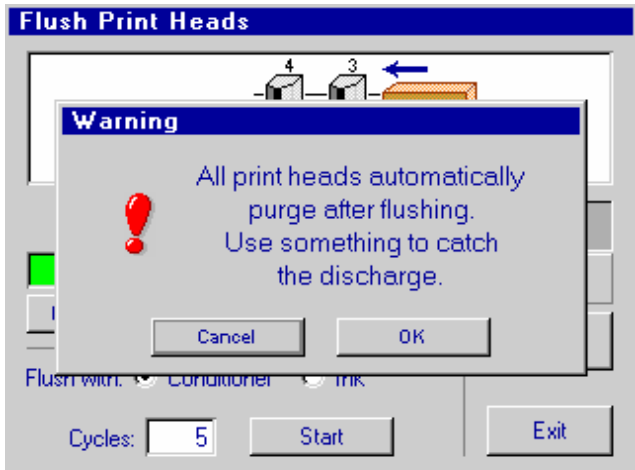 Flush Print Heads
4 3
Warning
All print heads automatically
purge after flushing.
Use something to catch
the discharge.
Cancel OK
Flush with: Conditioner Ink
Cycles: 5 Start Exit